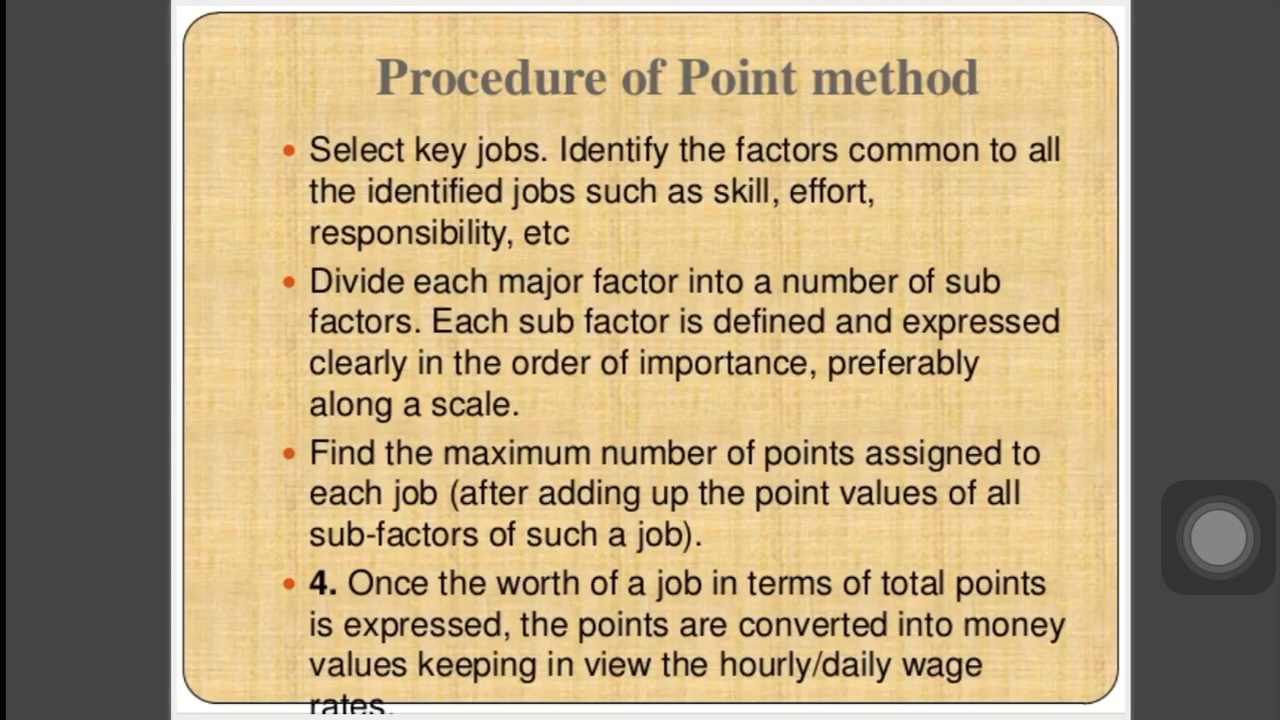 Procedure of Point method
• Select key jobs. Identify the factors common to all
the identified jobs such as skill, effort,
responsibility, etc
• Divide each major factor into a number of sub
factors. Each sub factor is defined and expressed
clearly in the order of importance, preferably
along a scale.
• Find the maximum number of points assigned to
each job (after adding up the point values of all
sub-factors of such a job).
• 4. Once the worth of a job in terms of total points
is expressed, the points are converted into money
values keeping in view the hourly/daily wage
rates.